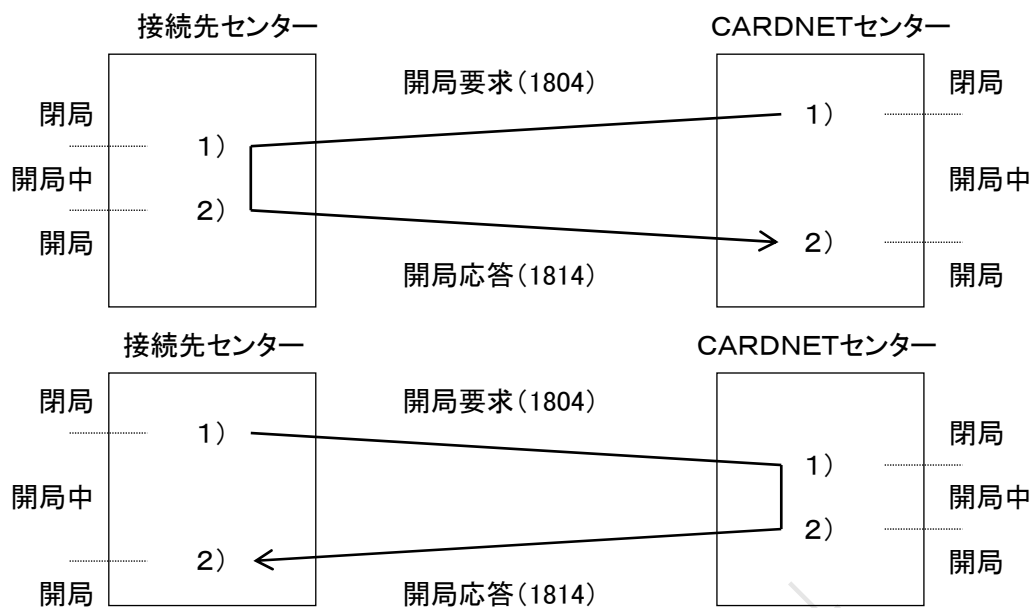 接続先センター
CARDNETセンター
開局要求(1804)
閉局
閉局
1)
1)
開局中
開局中
2)
2)
開局
開局応答(1814)
開局
接続先センター
CARDNETセンター
閉局
開局要求(1804)
1)
閉局
1)
開局中
開局中
2)
2)
開局
開局
開局応答(1814)